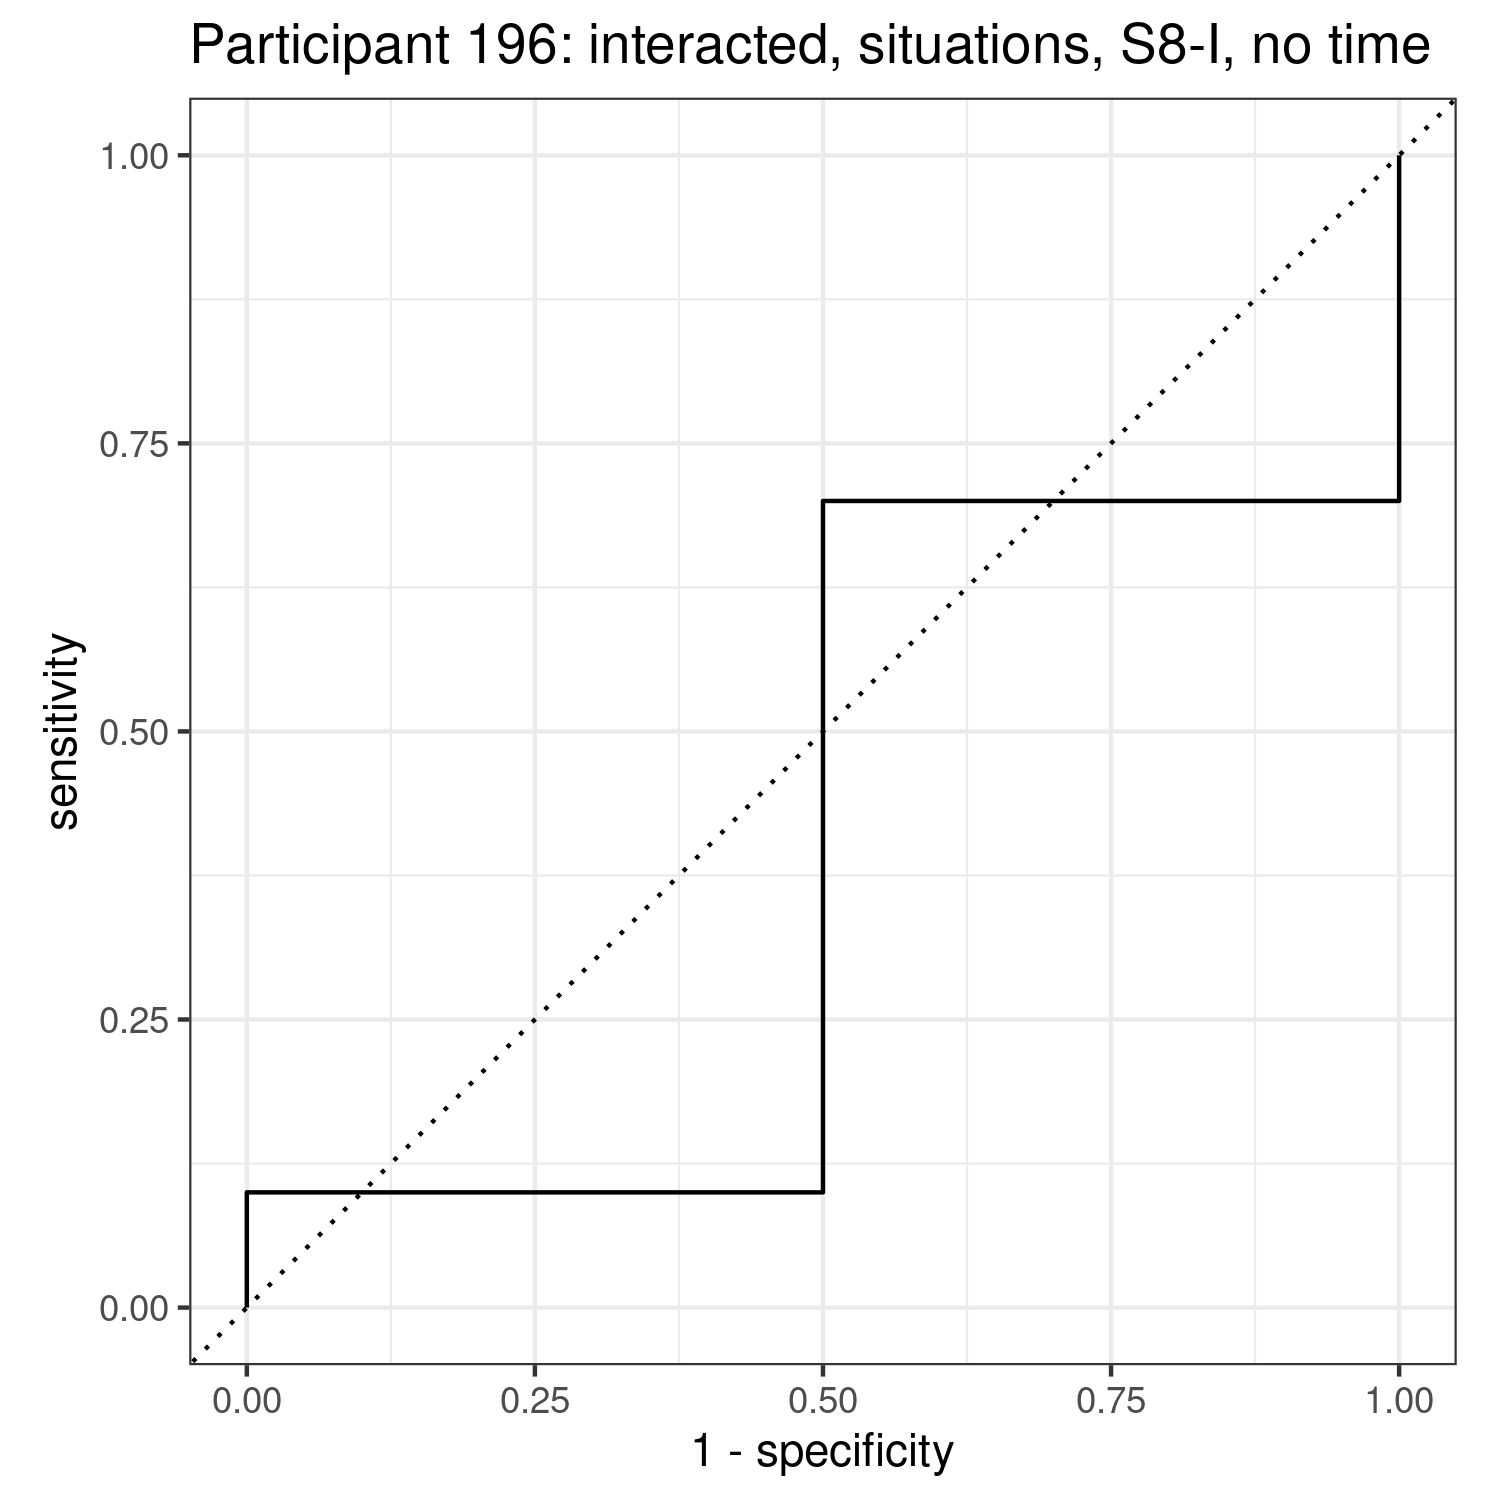 Participant 196: interacted, situations, S8-I, no time
1.00
0.75
0.50
0.25
0.00
sensitivity
0.00 0.25 0.50 0.75 1.00
1 - specificity